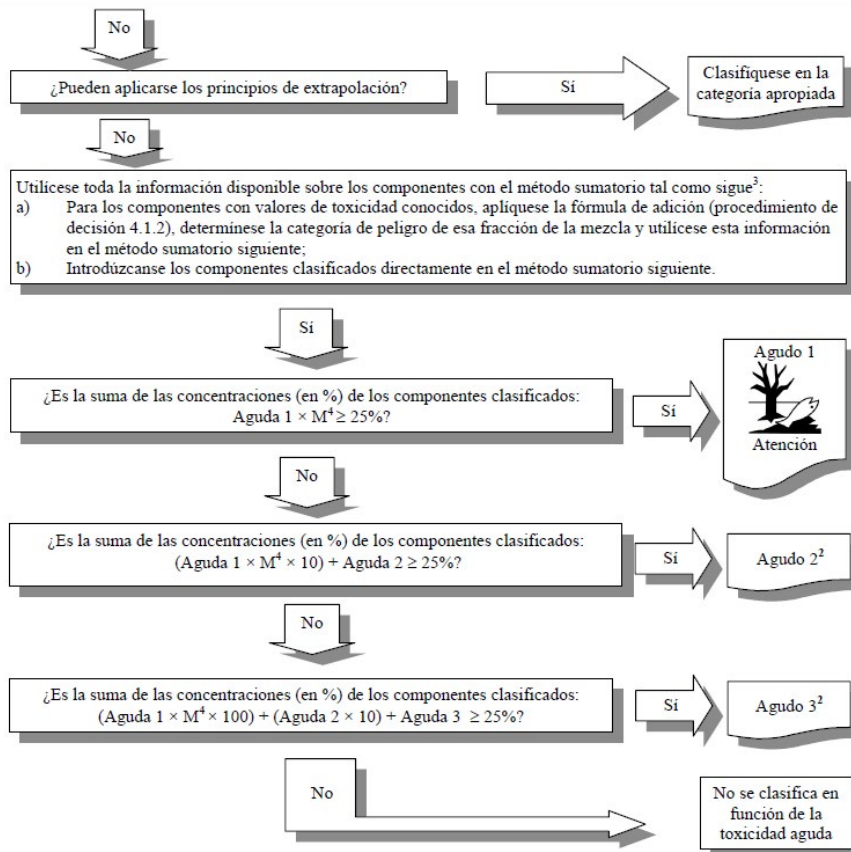 No
¿Pueden aplicarse los principios de extrapolación?
Sí
Clasifíquese en la
categoría apropiada
No
Utilícese toda la información disponible sobre los componentes con el método sumatorio tal como sigue³:
a) Para los componentes con valores de toxicidad conocidos, aplíquese la fórmula de adición (procedimiento de
decisión 4.1.2), determínese la categoría de peligro de esa fracción de la mezcla y utilícese esta información
en el método sumatorio siguiente;
b) Introdúzcanse los componentes clasificados directamente en el método sumatorio siguiente.
Sí
¿Es la suma de las concentraciones (en %) de los componentes clasificados:
Aguda 1 × M⁴ ≥ 25%?
Sí
Agudo 1
Atención
No
¿Es la suma de las concentraciones (en %) de los componentes clasificados:
(Aguda 1 × M⁴ × 10) + Aguda 2 ≥ 25%?
Sí
Agudo 2²
No
¿Es la suma de las concentraciones (en %) de los componentes clasificados:
(Aguda 1 × M⁴ × 100) + (Aguda 2 × 10) + Aguda 3 ≥ 25%?
Sí
Agudo 3²
No
No se clasifica en
función de la
toxicidad aguda